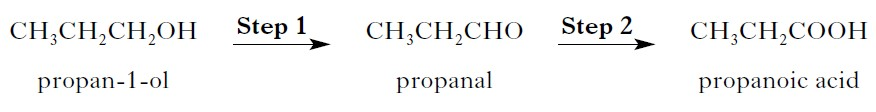 CH₃CH₂CH₂OH Step 1 CH₃CH₂CHO Step 2 CH₃CH₂COOH
propan-1-ol propanal propanoic acid